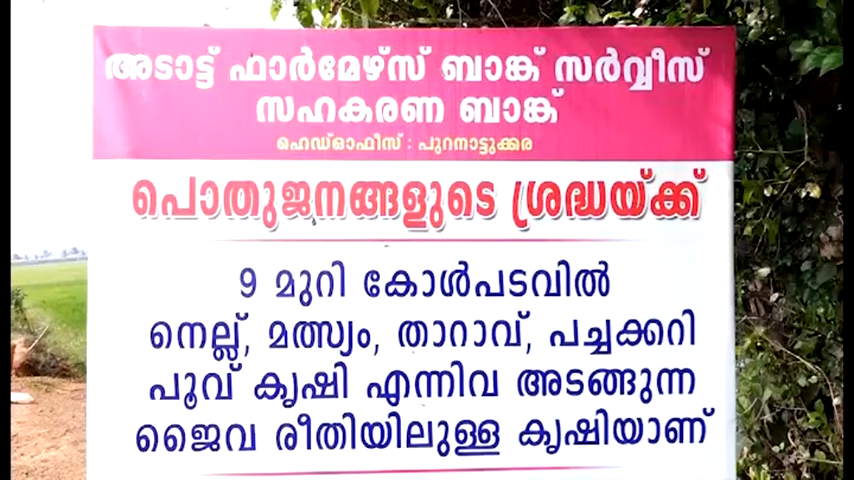 അടാട്ട് ഫാർമേഴ്സ് ബാങ്ക് സർവ്വീസ്
സഹകരണ ബാങ്ക്
ഹെഡ്ഓഫീസ് : പുറനാട്ടുകര
പൊതുജനങ്ങളുടെ ശ്രദ്ധയ്ക്ക്
9 മുറി കോൾപടവിൽ
നെല്ല്, മത്സ്യം, താറാവ്, പച്ചക്കറി
പൂവ് കൃഷി എന്നിവ അടങ്ങുന്ന
ജൈവ രീതിയിലുള്ള കൃഷിയാണ്